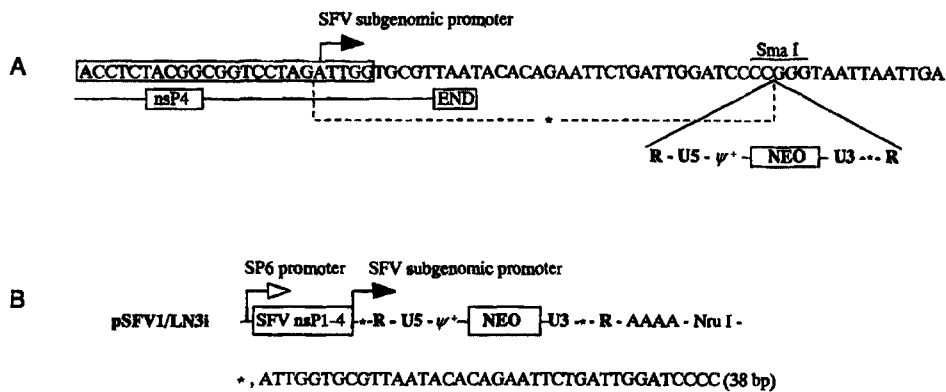 SFV subgenomic promoter
Sma I
A
ACCTCTACGGCGGTCCTAGATTGGTGCGTTAATACACAGAATTCTGATTGGATCCCCGGGTAATTAATTGA
nsP4
END
*
R - U5 - ψ+ - NEO - U3 -*- R
SP6 promoter
SFV subgenomic promoter
B
pSFV1/LN3i
SFV nsP1-4 -*-R - U5 - ψ+ - NEO - U3 -*- R - AAAA - Nru I -
* , ATTGGTGCGTTAATACACAGAATTCTGATTGGATCCCC (38 bp)